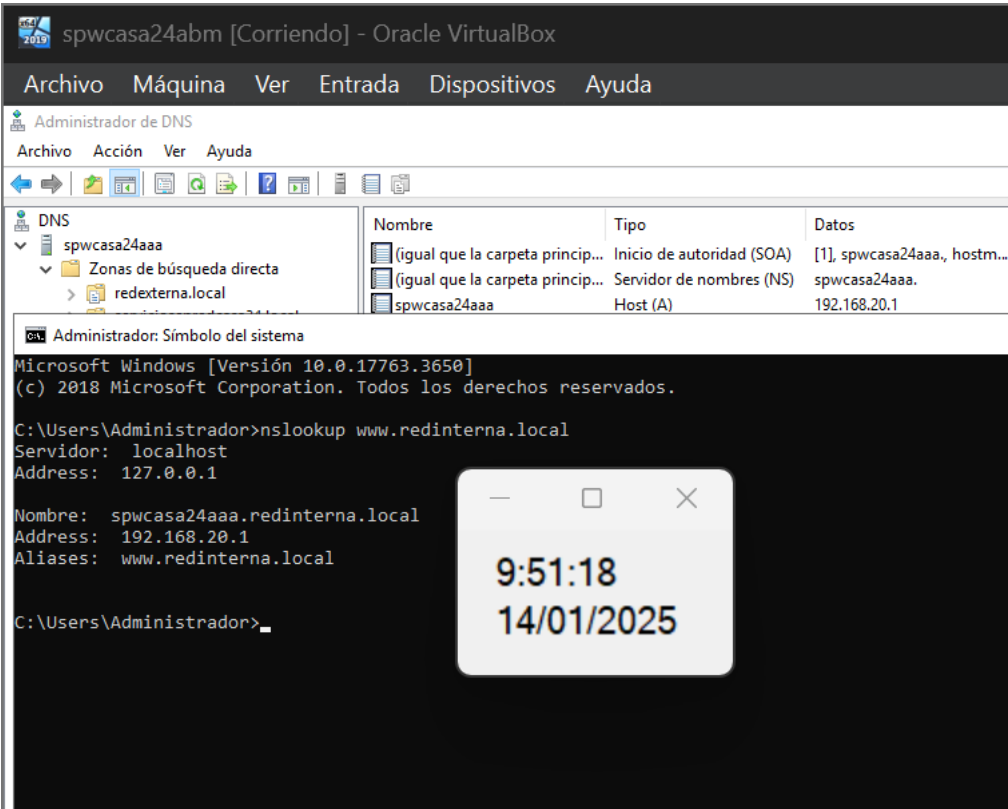 x64
2019
spwcasa24abm [Corriendo] - Oracle VirtualBox
Archivo Máquina Ver Entrada Dispositivos Ayuda
Administrador de DNS
Archivo Acción Ver Ayuda
DNS
spwcasa24aaa
Zonas de búsqueda directa
redexterna.local
Nombre Tipo Datos
(igual que la carpeta princip... Inicio de autoridad (SOA) [1], spwcasa24aaa., hostm...
(igual que la carpeta princip... Servidor de nombres (NS) spwcasa24aaa.
spwcasa24aaa Host (A) 192.168.20.1
Administrador: Símbolo del sistema
Microsoft Windows [Versión 10.0.17763.3650]
(c) 2018 Microsoft Corporation. Todos los derechos reservados.
C:\Users\Administrador>nslookup www.redinterna.local
Servidor: localhost
Address: 127.0.0.1
Nombre: spwcasa24aaa.redinterna.local
Address: 192.168.20.1
Aliases: www.redinterna.local
C:\Users\Administrador>
9:51:18
14/01/2025